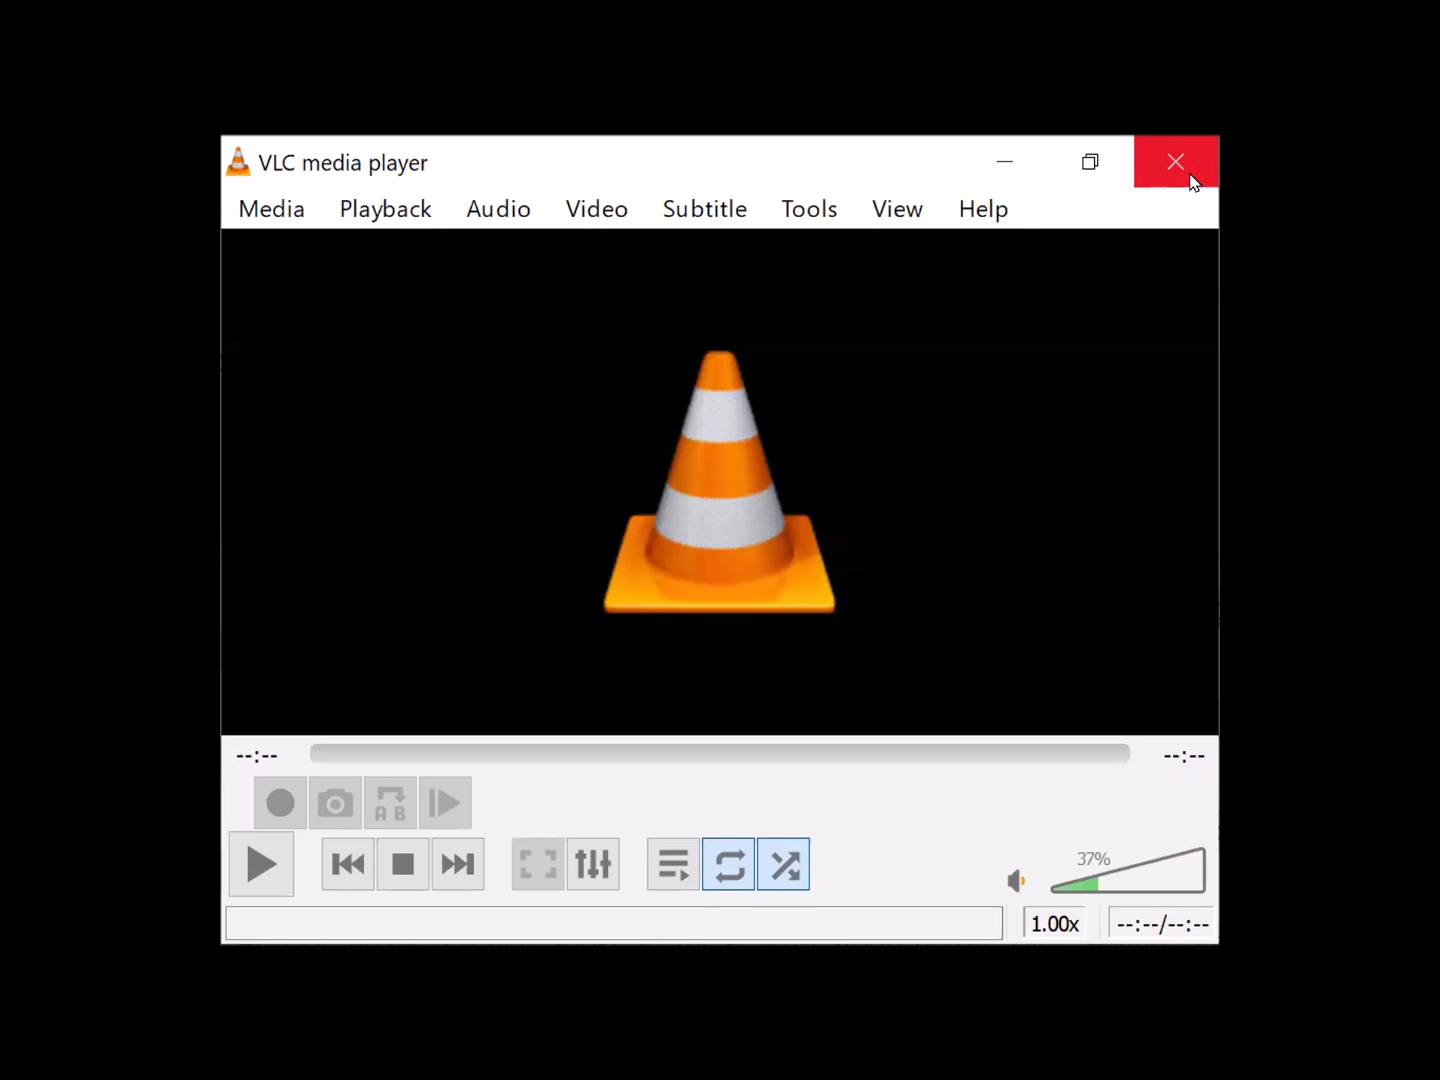 VLC media player
Media Playback Audio Video Subtitle Tools View Help
--:-- --:--
A B
37%
1.00x --:--/--:--